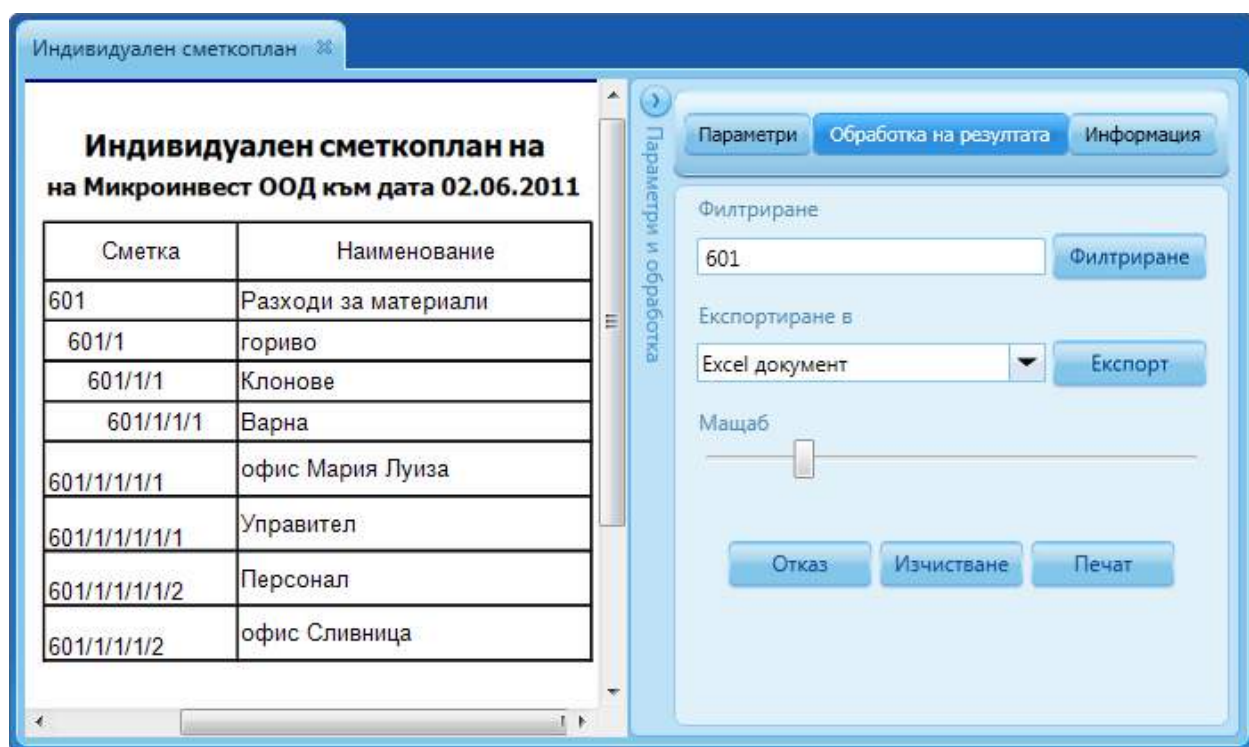 Индивидуален сметкоплан
Индивидуален сметкоплан на
на Микроинвест ООД към дата 02.06.2011
Сметка Наименование
601 Разходи за материали
601/1 гориво
601/1/1 Клонове
601/1/1/1 Варна
601/1/1/1/1 офис Мария Луиза
601/1/1/1/1/1 Управител
601/1/1/1/1/2 Персонал
601/1/1/1/2 офис Сливница
Параметри и обработка
Параметри Обработка на резултата Информация
Филтриране
601 Филтриране
Експортиране в
Excel документ Експорт
Мащаб
Отказ Изчистване Печат